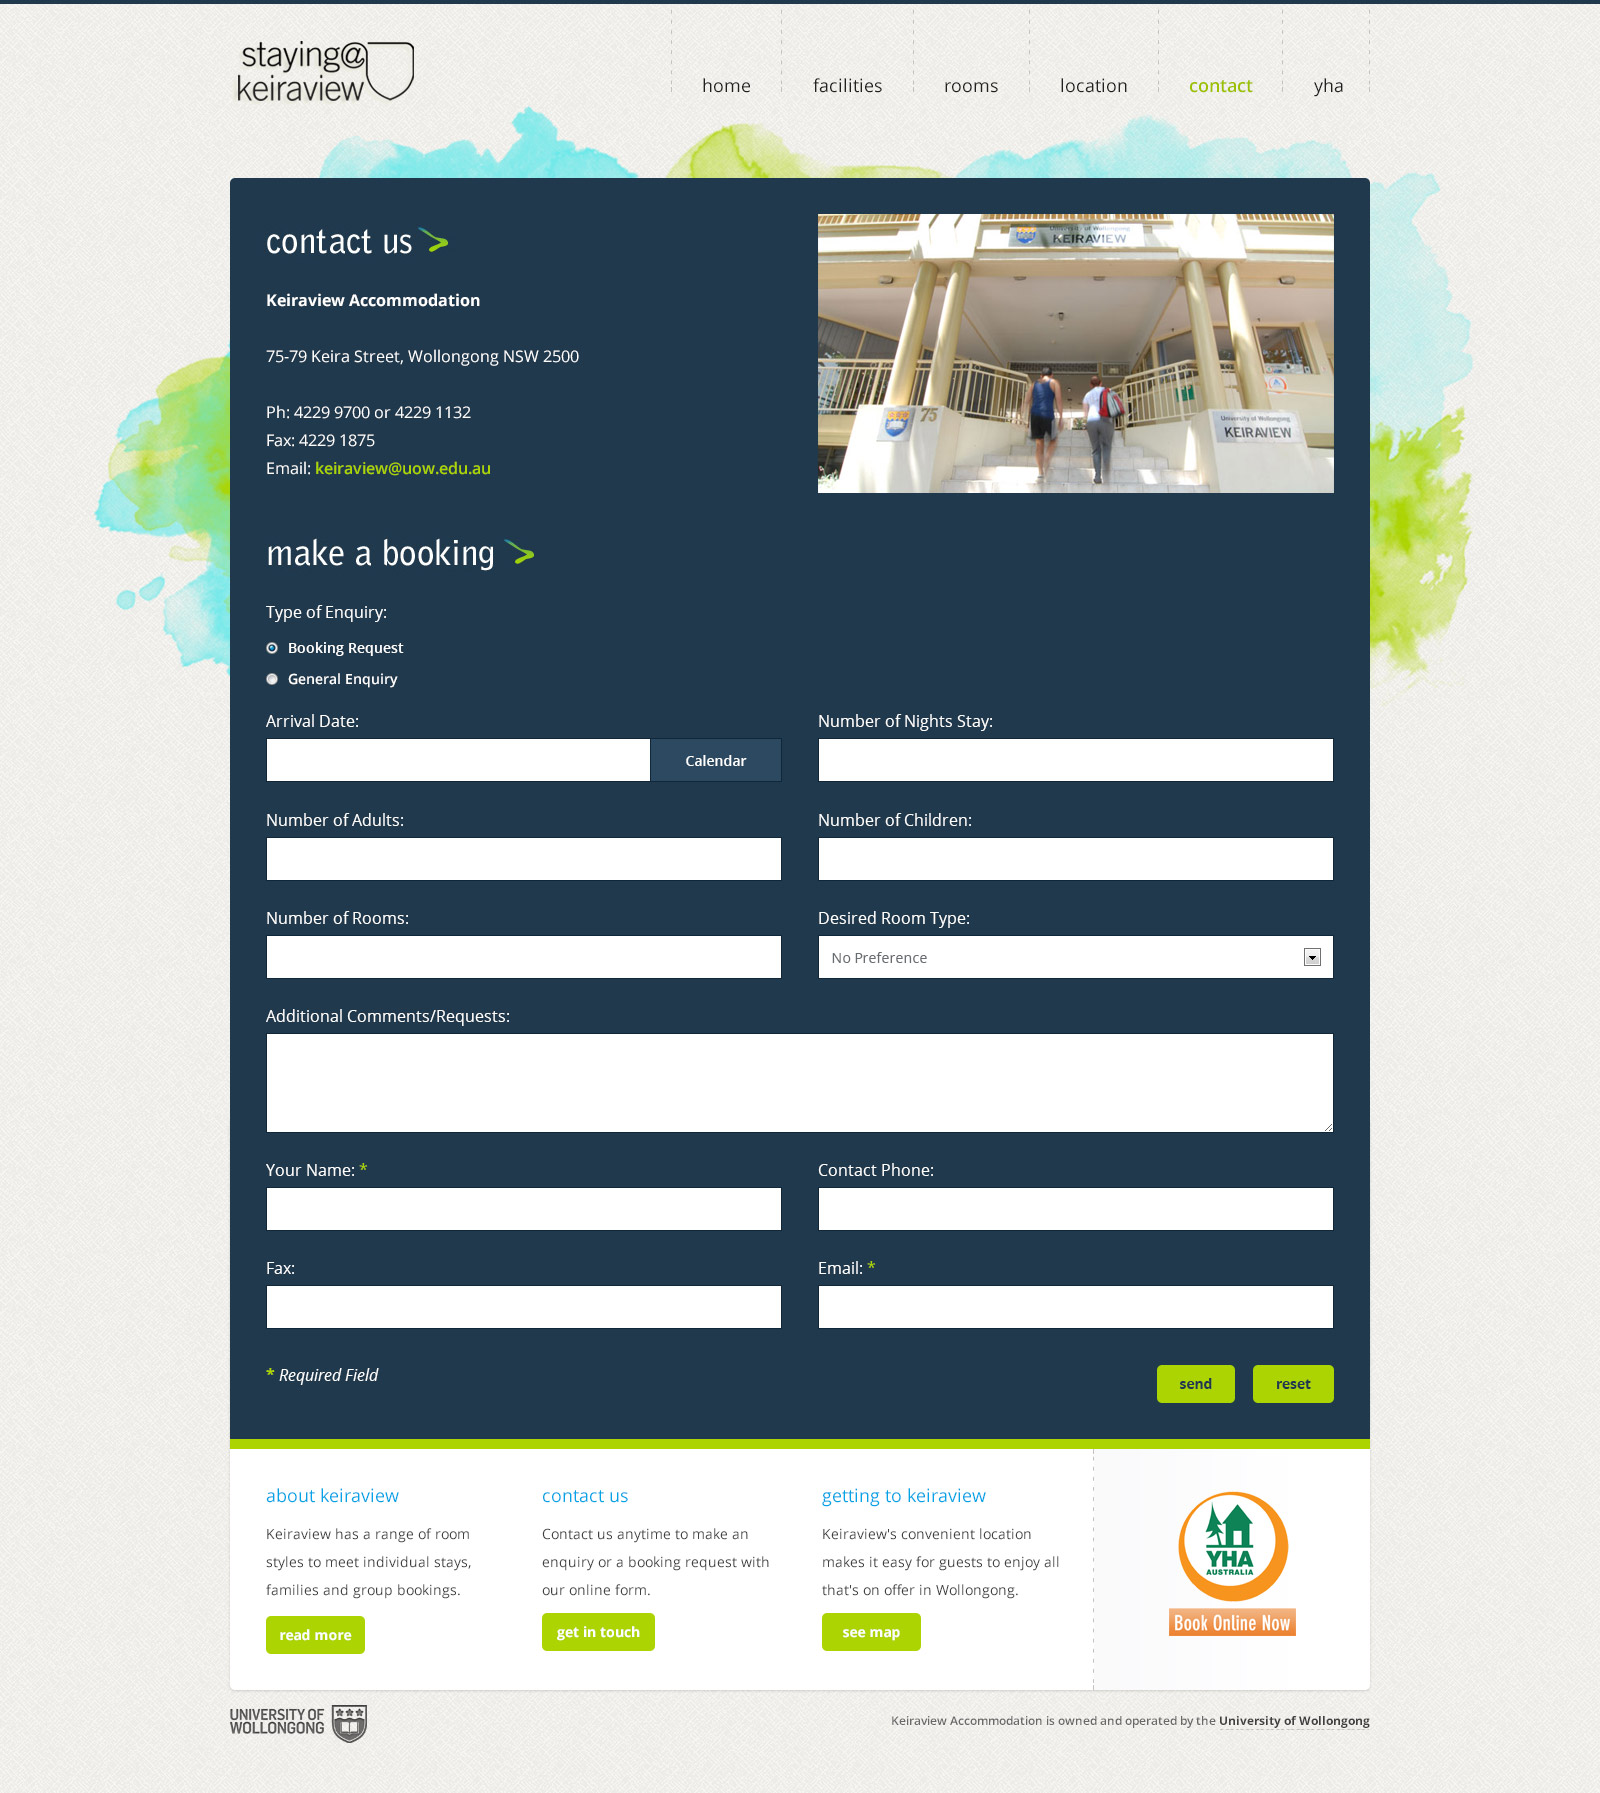 staying@
keiraview
home
facilities
rooms
location
contact
yha
contact us
Keiraview Accommodation
75-79 Keira Street, Wollongong NSW 2500
Ph: 4229 9700 or 4229 1132
Fax: 4229 1875
Email: keiraview@uow.edu.au
University of Wollongong
KEIRAVIEW
75
University of Wollongong
KEIRAVIEW
make a booking
Type of Enquiry:
Booking Request
General Enquiry
Arrival Date:
Calendar
Number of Nights Stay:
Number of Adults:
Number of Children:
Number of Rooms:
Desired Room Type:
No Preference
Additional Comments/Requests:
Your Name: *
Contact Phone:
Fax:
Email: *
* Required Field
send
reset
about keiraview
Keiraview has a range of room
styles to meet individual stays,
families and group bookings.
read more
contact us
Contact us anytime to make an
enquiry or a booking request with
our online form.
get in touch
getting to keiraview
Keiraview's convenient location
makes it easy for guests to enjoy all
that's on offer in Wollongong.
see map
YHA
AUSTRALIA
Book Online Now
UNIVERSITY OF
WOLLONGONG
Keiraview Accommodation is owned and operated by the University of Wollongong